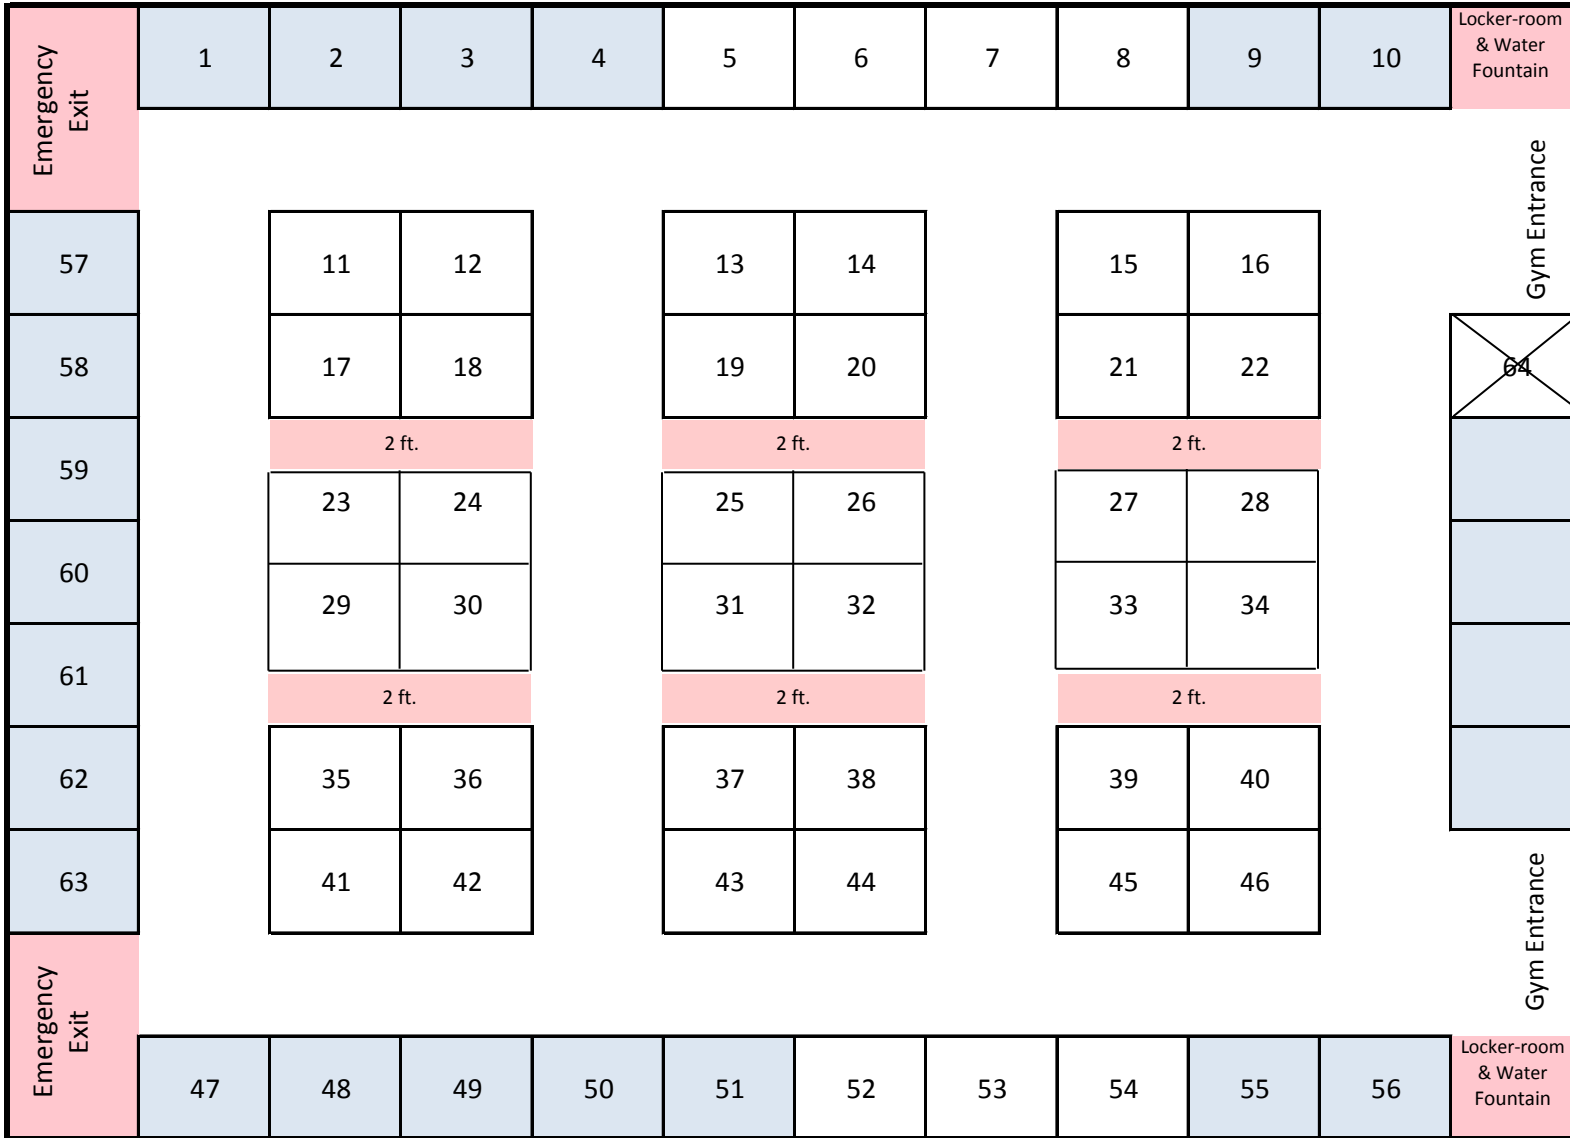 Emergency
Exit
1 2 3 4 5 6 7 8 9 10
Locker-room
& Water
Fountain
Gym Entrance
57 11 12 13 14 15 16
58 17 18 19 20 21 22 64
59
2 ft. 2 ft. 2 ft.
23 24 25 26 27 28
60
29 30 31 32 33 34
61
2 ft. 2 ft. 2 ft.
62 35 36 37 38 39 40
63 41 42 43 44 45 46
Gym Entrance
Emergency
Exit
47 48 49 50 51 52 53 54 55 56
Locker-room
& Water
Fountain